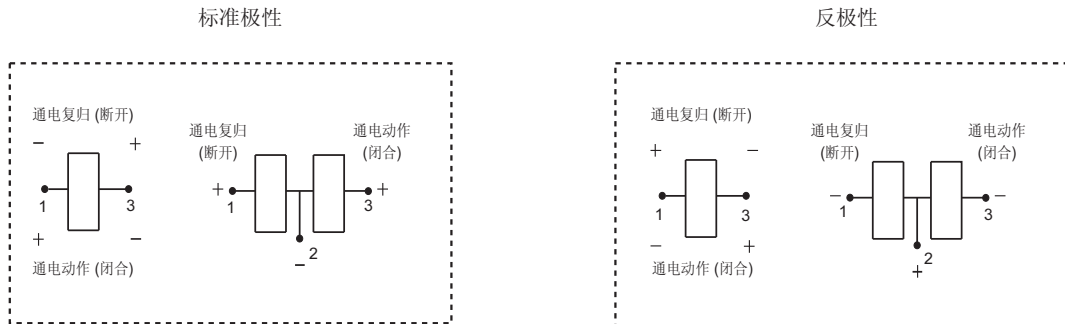 标准极性
反极性
通电复归 (断开)
− +
1 3
+ −
通电动作 (闭合)
通电复归
(断开)
通电动作
(闭合)
+ +
1 3
2
−
通电复归 (断开)
+ −
1 3
− +
通电动作 (闭合)
通电复归
(断开)
通电动作
(闭合)
− −
1 3
2
+